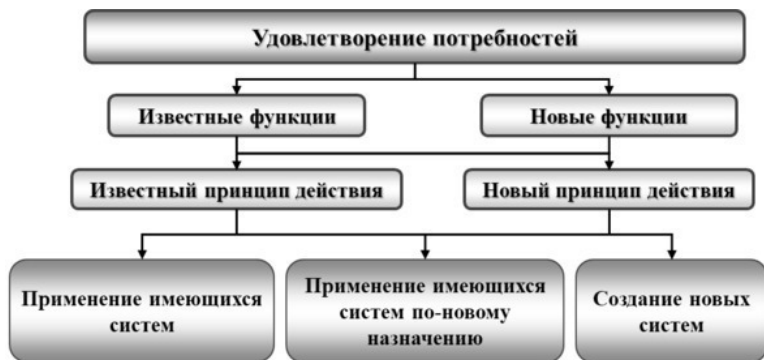 Удовлетворение потребностей
Известные функции
Новые функции
Известный принцип действия
Новый принцип действия
Применение имеющихся
систем
Применение имеющихся
систем по-новому
назначению
Создание новых
систем